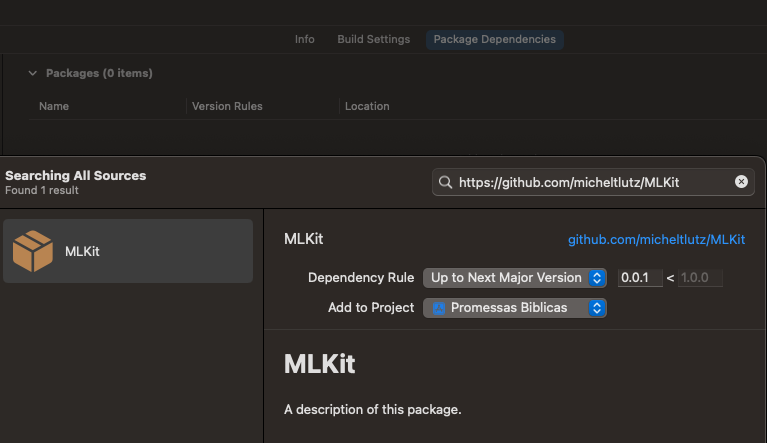 Info Build Settings Package Dependencies
Packages (0 items)
Name Version Rules Location
Searching All Sources
Found 1 result
https://github.com/micheltlutz/MLKit
MLKit
MLKit github.com/micheltlutz/MLKit
Dependency Rule Up to Next Major Version 0.0.1 < 1.0.0
Add to Project Promessas Biblicas
MLKit
A description of this package.